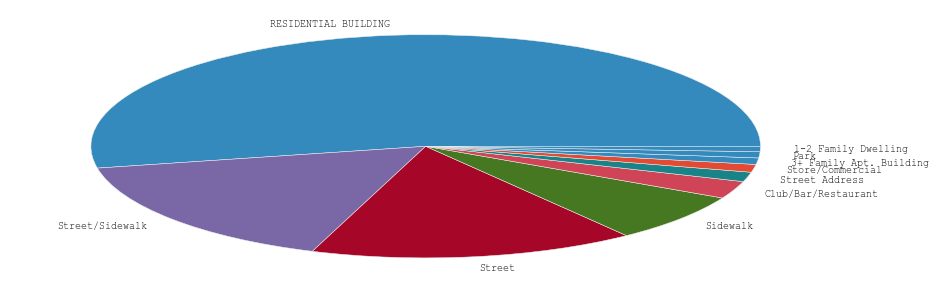 RESIDENTIAL BUILDING
1-2 Family Dwelling
Park
3+ Family Apt. Building
Store/Commercial
Street Address
Club/Bar/Restaurant
Sidewalk
Street/Sidewalk
Street